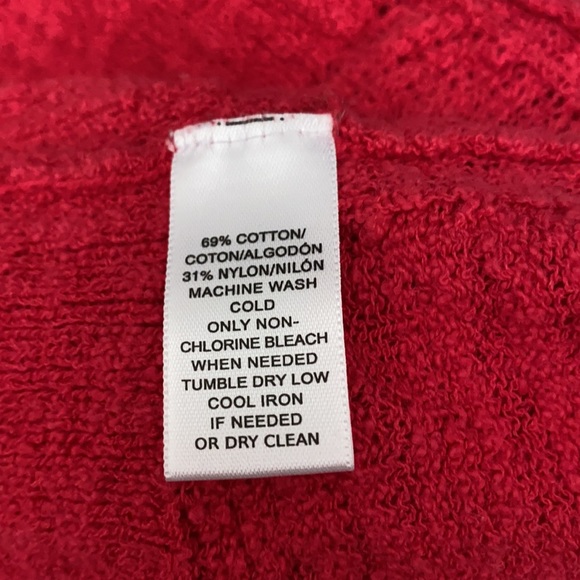 69% COTTON/
COTON/ALGODÓN
31% NYLON/NILÓN
MACHINE WASH
COLD
ONLY NON-
CHLORINE BLEACH
WHEN NEEDED
TUMBLE DRY LOW
COOL IRON
IF NEEDED
OR DRY CLEAN